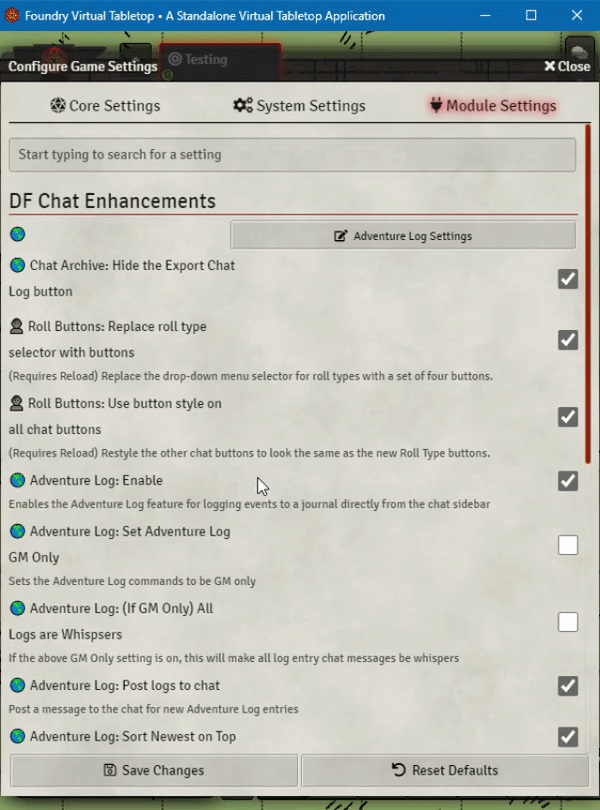 Foundry Virtual Tabletop • A Standalone Virtual Tabletop Application
Testing
Configure Game Settings
Close
Core Settings
System Settings
Module Settings
Start typing to search for a setting
DF Chat Enhancements
Adventure Log Settings
Chat Archive: Hide the Export Chat
Log button
Roll Buttons: Replace roll type
selector with buttons
(Requires Reload) Replace the drop-down menu selector for roll types with a set of four buttons.
Roll Buttons: Use button style on
all chat buttons
(Requires Reload) Restyle the other chat buttons to look the same as the new Roll Type buttons.
Adventure Log: Enable
Enables the Adventure Log feature for logging events to a journal directly from the chat sidebar
Adventure Log: Set Adventure Log
GM Only
Sets the Adventure Log commands to be GM only
Adventure Log: (If GM Only) All
Logs are Whispsers
If the above GM Only setting is on, this will make all log entry chat messages be whispers
Adventure Log: Post logs to chat
Post a message to the chat for new Adventure Log entries
Adventure Log: Sort Newest on Top
Save Changes
Reset Defaults